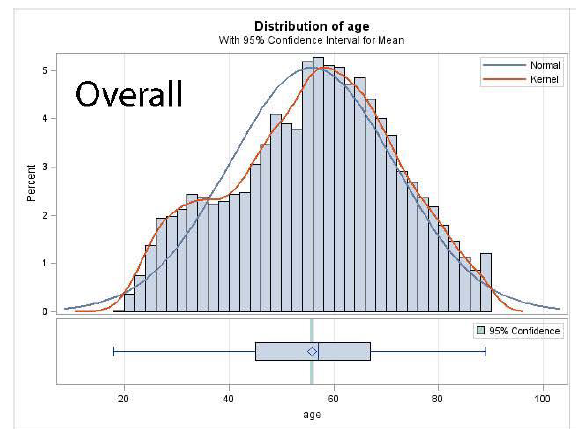 Distribution of age
With 95% Confidence Interval for Mean
Overall
Normal
Kernel
Percent
5
4
3
2
1
0
95% Confidence
20 40 60 80 100
age